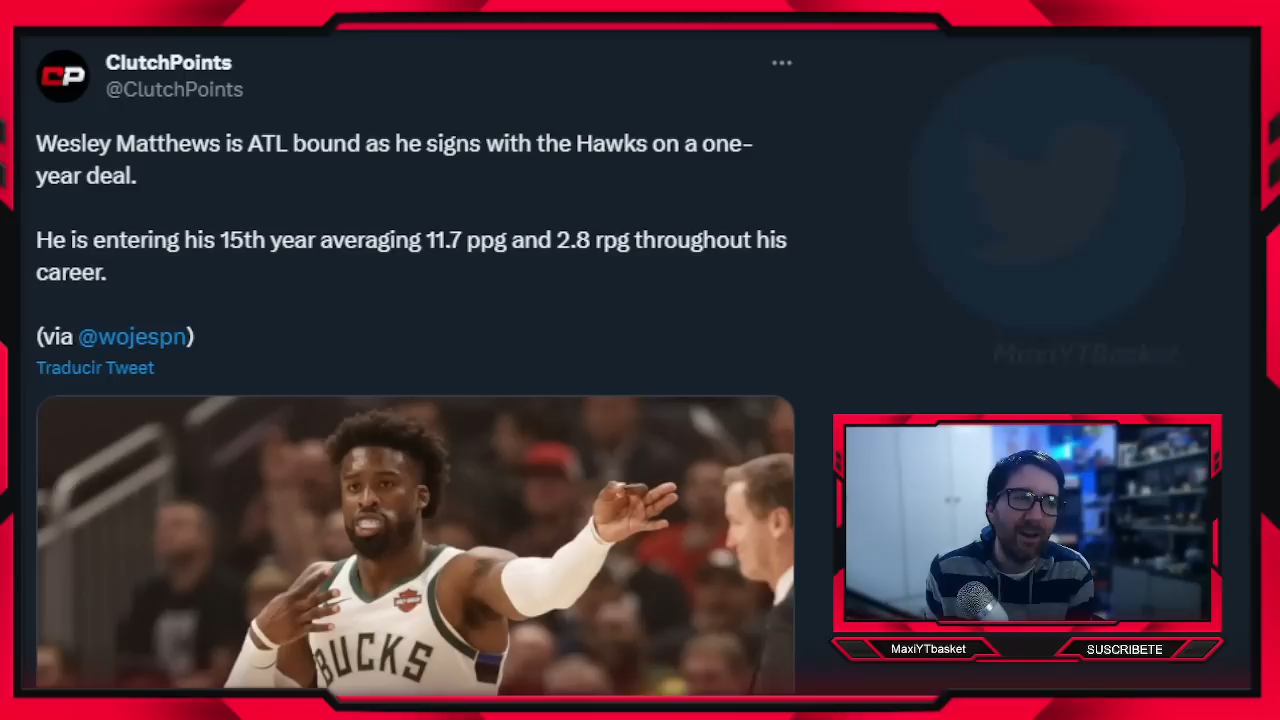 ClutchPoints
@ClutchPoints
Wesley Matthews is ATL bound as he signs with the Hawks on a one-
year deal.
He is entering his 15th year averaging 11.7 ppg and 2.8 rpg throughout his
career.
(via @wojespn)
Traducir Tweet
CP
MaxiYTBasket
BUCKS
MaxiYTbasket
SUSCRIBETE